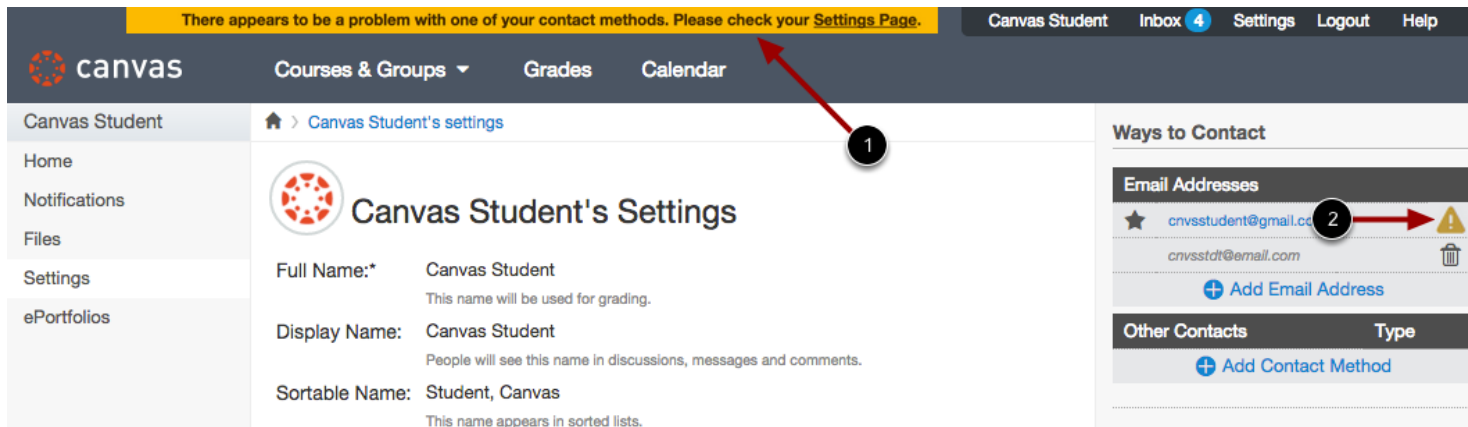 There appears to be a problem with one of your contact methods. Please check your Settings Page.
Canvas Student Inbox 4 Settings Logout Help
canvas Courses & Groups Grades Calendar
Canvas Student
Home
Notifications
Files
Settings
ePortfolios
> Canvas Student's settings
1
Canvas Student's Settings
Full Name:* Canvas Student
This name will be used for grading.
Display Name: Canvas Student
People will see this name in discussions, messages and comments.
Sortable Name: Student, Canvas
This name appears in sorted lists.
Ways to Contact
Email Addresses
cnvsstudent@gmail.co 2
cnvsstdt@email.com
Add Email Address
Other Contacts Type
Add Contact Method